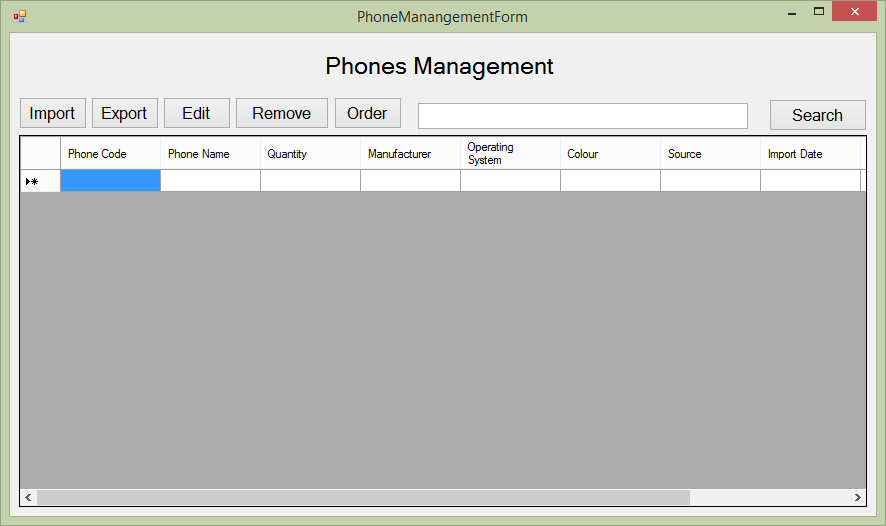 PhoneManangementForm
Phones Management
Import Export Edit Remove Order Search
Phone Code Phone Name Quantity Manufacturer Operating System Colour Source Import Date